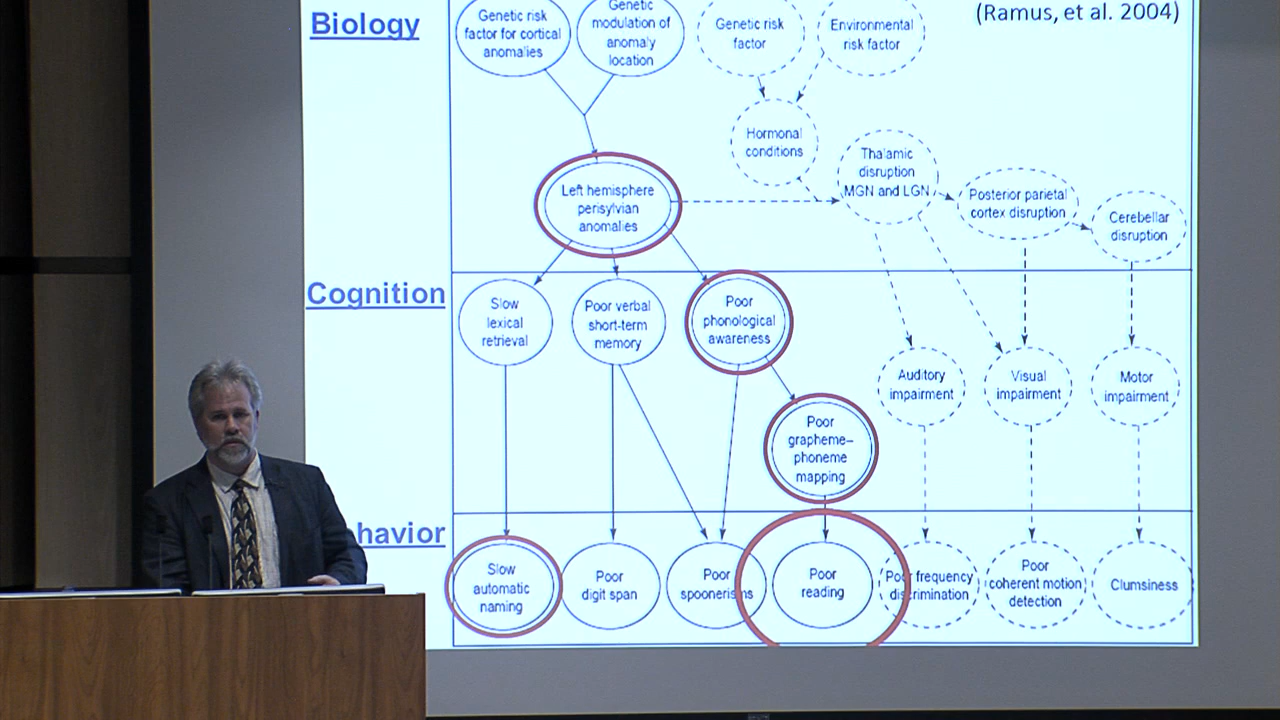 Biology
(Ramus, et al. 2004)
Genetic risk
factor for cortical
anomalies
Genetic
modulation of
anomaly
location
Genetic risk
factor
Environmental
risk factor
Hormonal
conditions
Thalamic
disruption
MGN and LGN
Left hemisphere
perisylvian
anomalies
Posterior parietal
cortex disruption
Cerebellar
disruption
Cognition
Slow
lexical
retrieval
Poor verbal
short-term
memory
Poor
phonological
awareness
Auditory
impairment
Visual
impairment
Motor
impairment
Poor
grapheme–
phoneme
mapping
havior
Slow
automatic
naming
Poor
digit span
Poor
spoonerisms
Poor
reading
Poor frequency
discrimination
Poor
coherent motion
detection
Clumsiness